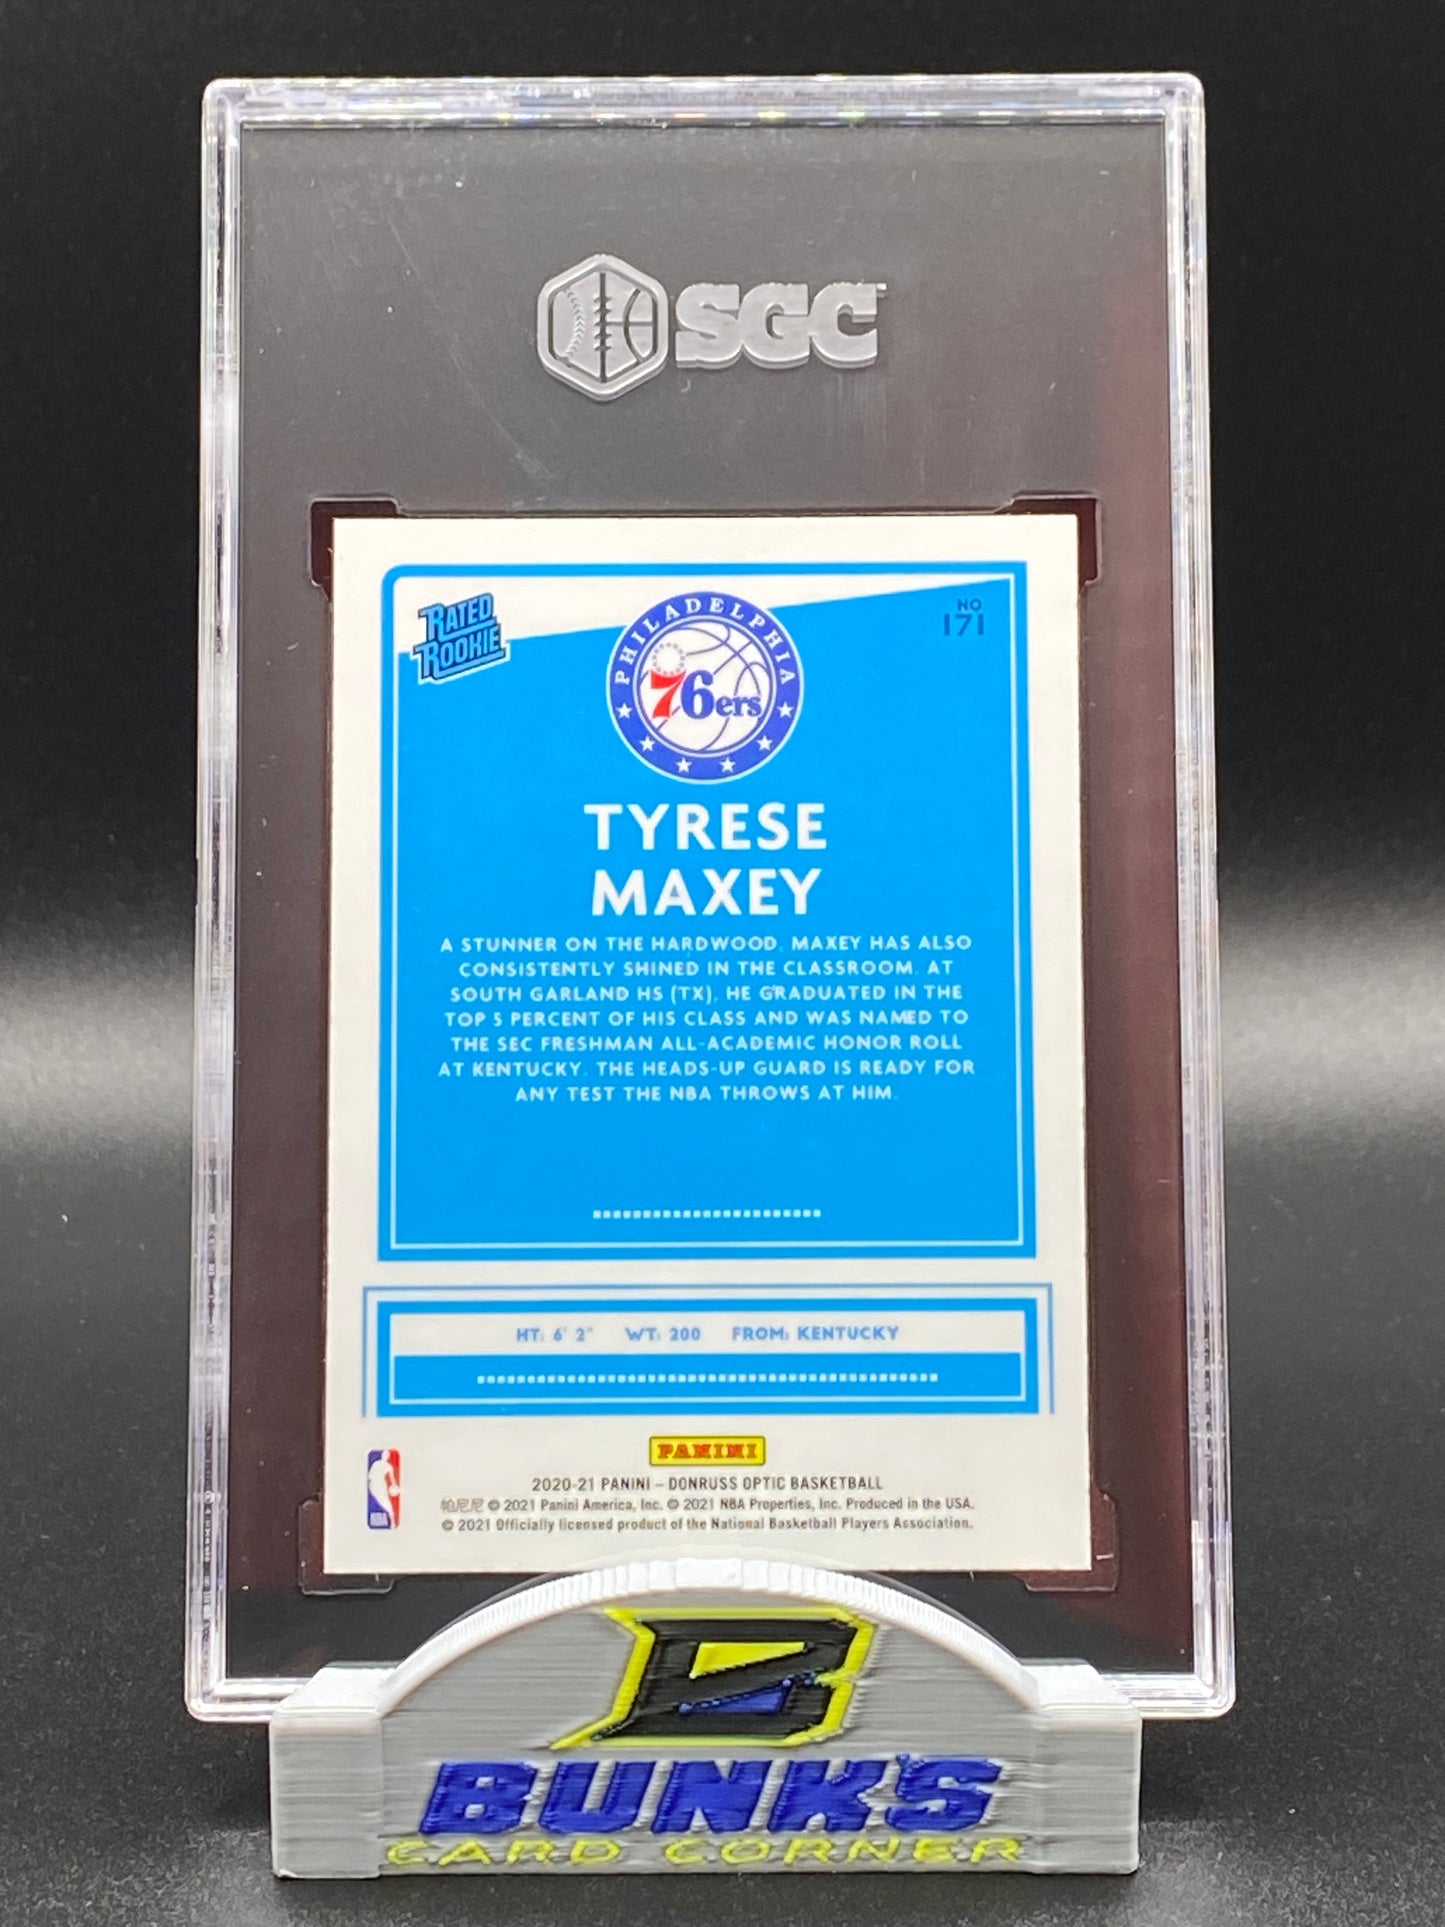 SGC
RATED
ROOKIE
NO
171
PHILADELPHIA
76ers
TYRESE
MAXEY
A STUNNER ON THE HARDWOOD, MAXEY HAS ALSO
CONSISTENTLY SHINED IN THE CLASSROOM. AT
SOUTH GARLAND HS (TX), HE GRADUATED IN THE
TOP 5 PERCENT OF HIS CLASS AND WAS NAMED TO
THE SEC FRESHMAN ALL-ACADEMIC HONOR ROLL
AT KENTUCKY. THE HEADS-UP GUARD IS READY FOR
ANY TEST THE NBA THROWS AT HIM.
HT: 6' 2" WT: 200 FROM: KENTUCKY
PANINI
NBA
2020-21 PANINI – DONRUSS OPTIC BASKETBALL
帕尼尼 © 2021 Panini America, Inc. © 2021 NBA Properties, Inc. Produced in the USA.
© 2021 Officially licensed product of the National Basketball Players Association.
B
BUNK'S
CARD CORNER